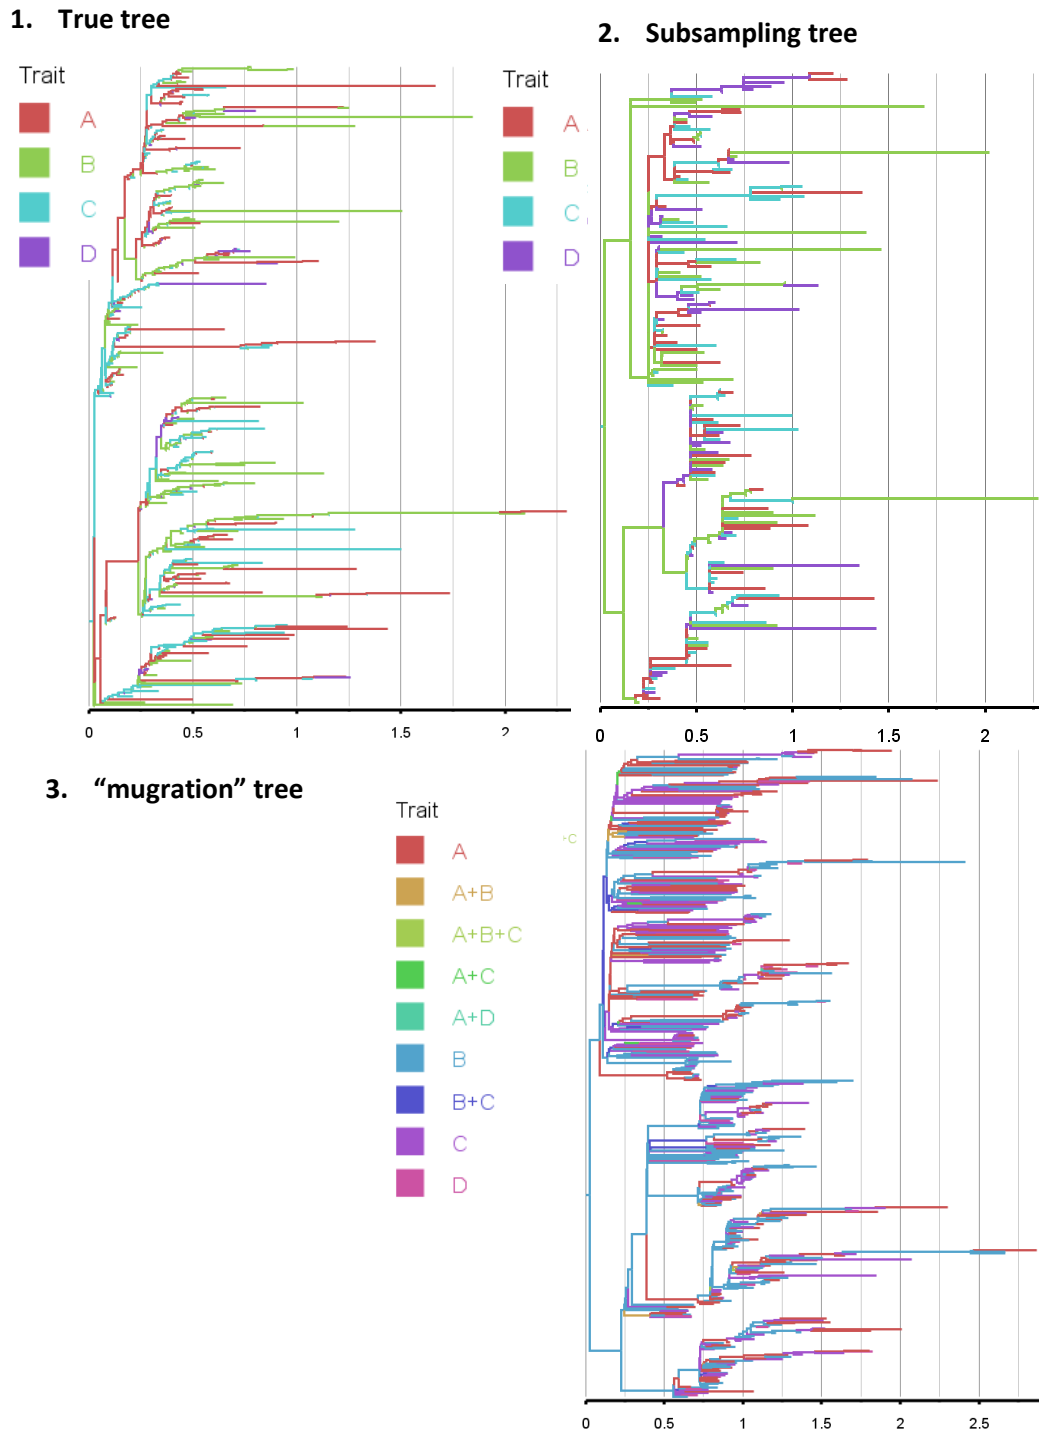 1. True tree
2. Subsampling tree
Trait
A
B
C
D
Trait
A
B
C
D
0 0.5 1 1.5 2
0 0.5 1 1.5 2
3. “mugration” tree
Trait
A
A+B
A+B+C
A+C
A+D
B
B+C
C
D
0 0.5 1 1.5 2 2.5